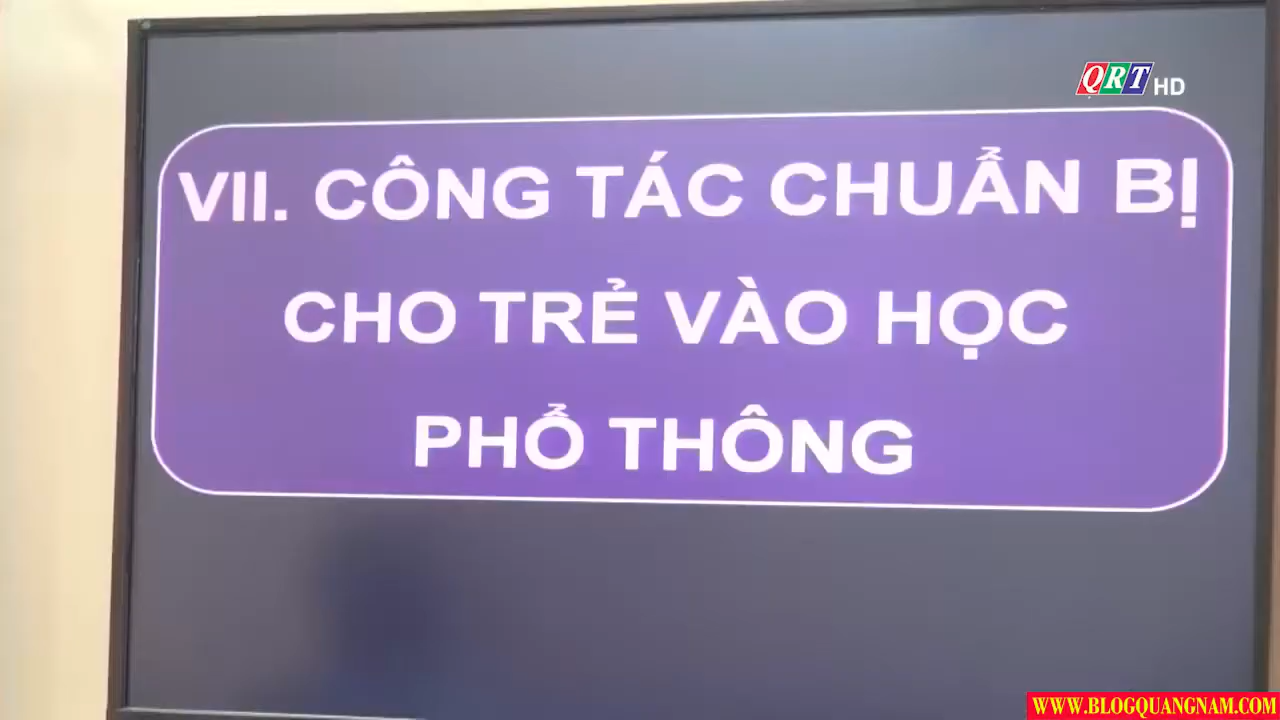 QRT HD
VII. CÔNG TÁC CHUẨN BỊ
CHO TRẺ VÀO HỌC
PHỔ THÔNG
WWW.BLOGQUANGNAM.COM